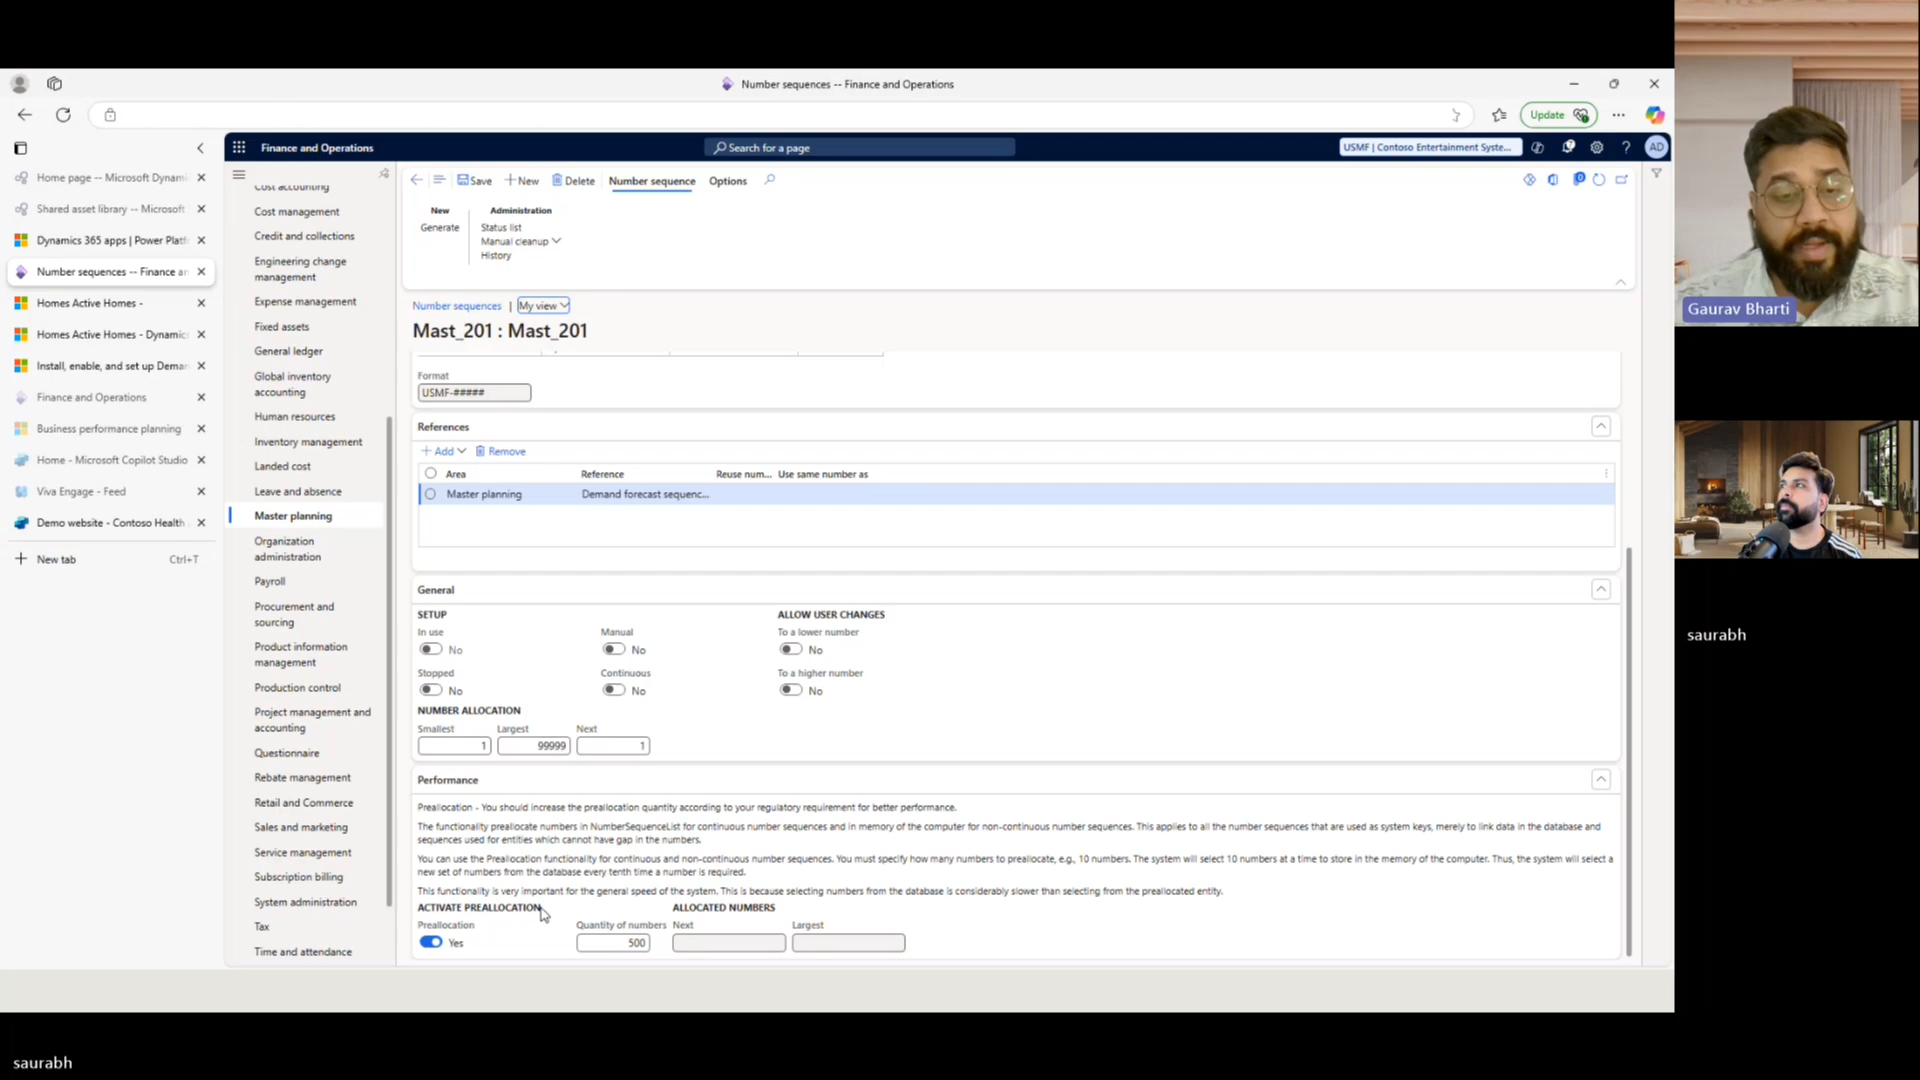 Number sequences -- Finance and Operations
Update
Home page -- Microsoft Dynami
Shared asset library -- Microsoft
Dynamics 365 apps | Power Platf
Number sequences -- Finance an
Homes Active Homes -
Homes Active Homes - Dynamics
Install, enable, and set up Deman
Finance and Operations
Business performance planning
Home - Microsoft Copilot Studio
Viva Engage - Feed
Demo website - Contoso Health
New tab
Ctrl+T
Finance and Operations
Search for a page
USMF | Contoso Entertainment Syste...
AD
Cost accounting
Cost management
Credit and collections
Engineering change
management
Expense management
Fixed assets
General ledger
Global inventory
accounting
Human resources
Inventory management
Landed cost
Leave and absence
Master planning
Organization
administration
Payroll
Procurement and
sourcing
Product information
management
Production control
Project management and
accounting
Questionnaire
Rebate management
Retail and Commerce
Sales and marketing
Service management
Subscription billing
System administration
Tax
Time and attendance
Save
New
Delete
Number sequence
Options
New
Generate
Administration
Status list
Manual cleanup
History
Number sequences | My view
Mast_201 : Mast_201
Format
USMF-#####
References
Add
Remove
Area Reference Reuse num... Use same number as
Master planning Demand forecast sequenc...
General
SETUP
In use
No
Stopped
No
Manual
No
Continuous
No
ALLOW USER CHANGES
To a lower number
No
To a higher number
No
NUMBER ALLOCATION
Smallest Largest Next
1 99999 1
Performance
Preallocation - You should increase the preallocation quantity according to your regulatory requirement for better performance.
The functionality preallocate numbers in NumberSequenceList for continuous number sequences and in memory of the computer for non-continuous number sequences. This applies to all the number sequences that are used as system keys, merely to link data in the database and
sequences used for entities which cannot have gap in the numbers.
You can use the Preallocation functionality for continuous and non-continuous number sequences. You must specify how many numbers to preallocate, e.g., 10 numbers. The system will select 10 numbers at a time to store in the memory of the computer. Thus, the system will select a
new set of numbers from the database every tenth time a number is required.
This functionality is very important for the general speed of the system. This is because selecting numbers from the database is considerably slower than selecting from the preallocated entity.
ACTIVATE PREALLOCATION
Preallocation
Yes
Quantity of numbers
500
ALLOCATED NUMBERS
Next Largest
Gaurav Bharti
saurabh
saurabh